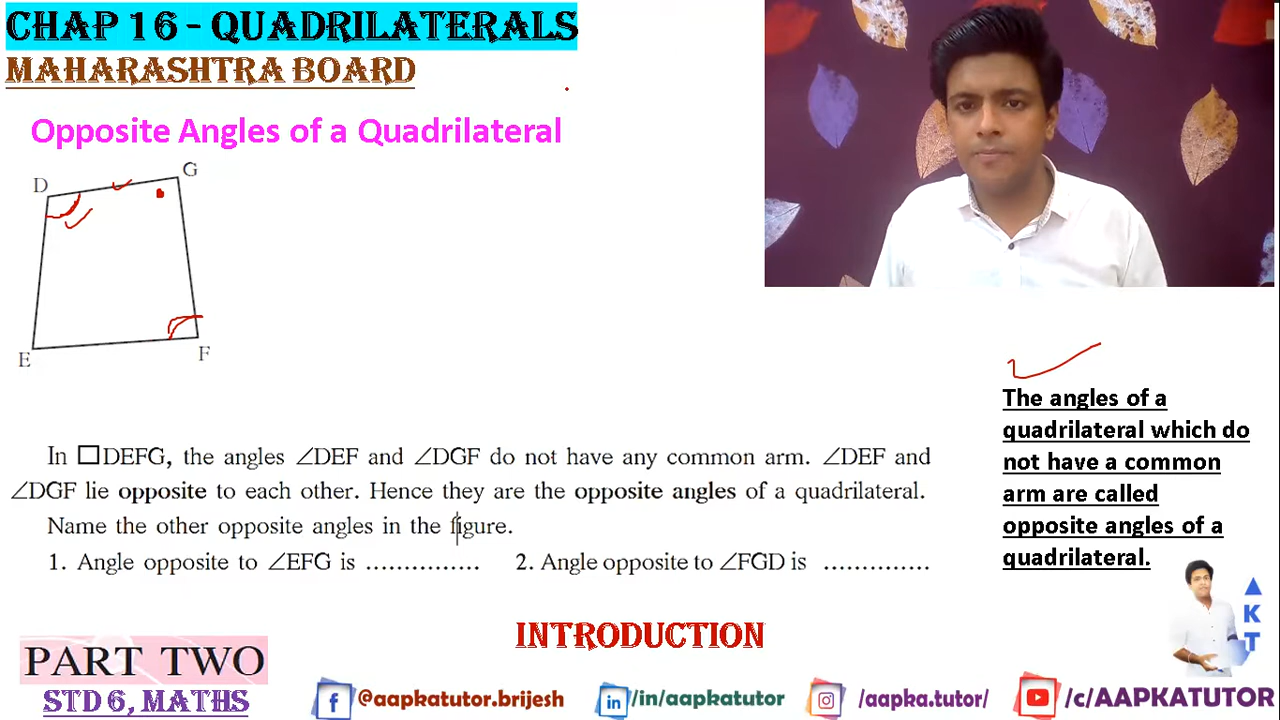 CHAP 16 - QUADRILATERALS
MAHARASHTRA BOARD
Opposite Angles of a Quadrilateral
D
G
E
F
The angles of a
quadrilateral which do
not have a common
arm are called
opposite angles of a
quadrilateral.
In □DEFG, the angles ∠DEF and ∠DGF do not have any common arm. ∠DEF and
∠DGF lie opposite to each other. Hence they are the opposite angles of a quadrilateral.
Name the other opposite angles in the figure.
1. Angle opposite to ∠EFG is ...............
2. Angle opposite to ∠FGD is ..............
AKT
INTRODUCTION
PART TWO
STD 6, MATHS
@aapkatutor.brijesh
/in/aapkatutor
/aapka.tutor/
/c/AAPKATUTOR